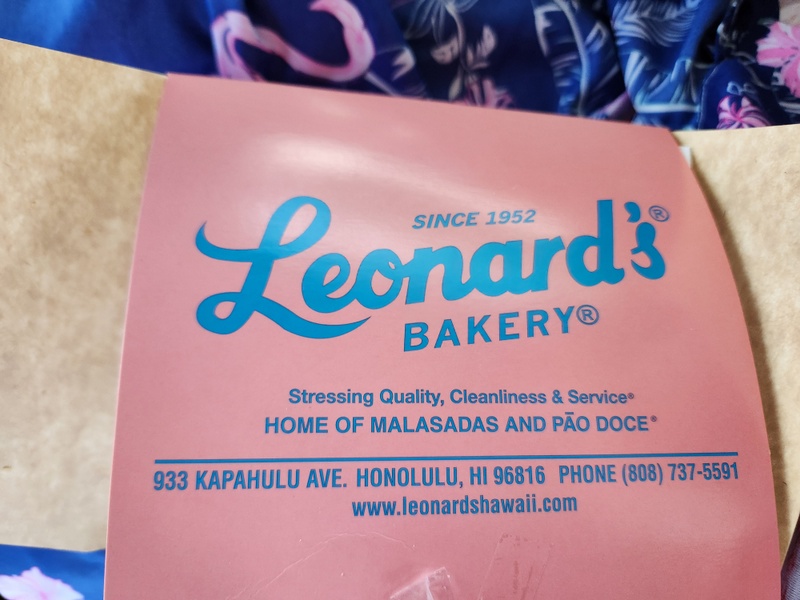 SINCE 1952
Leonard's®
BAKERY®
Stressing Quality, Cleanliness & Service®
HOME OF MALASADAS AND PÃO DOCE®
933 KAPAHULU AVE. HONOLULU, HI 96816 PHONE (808) 737-5591
www.leonardshawaii.com